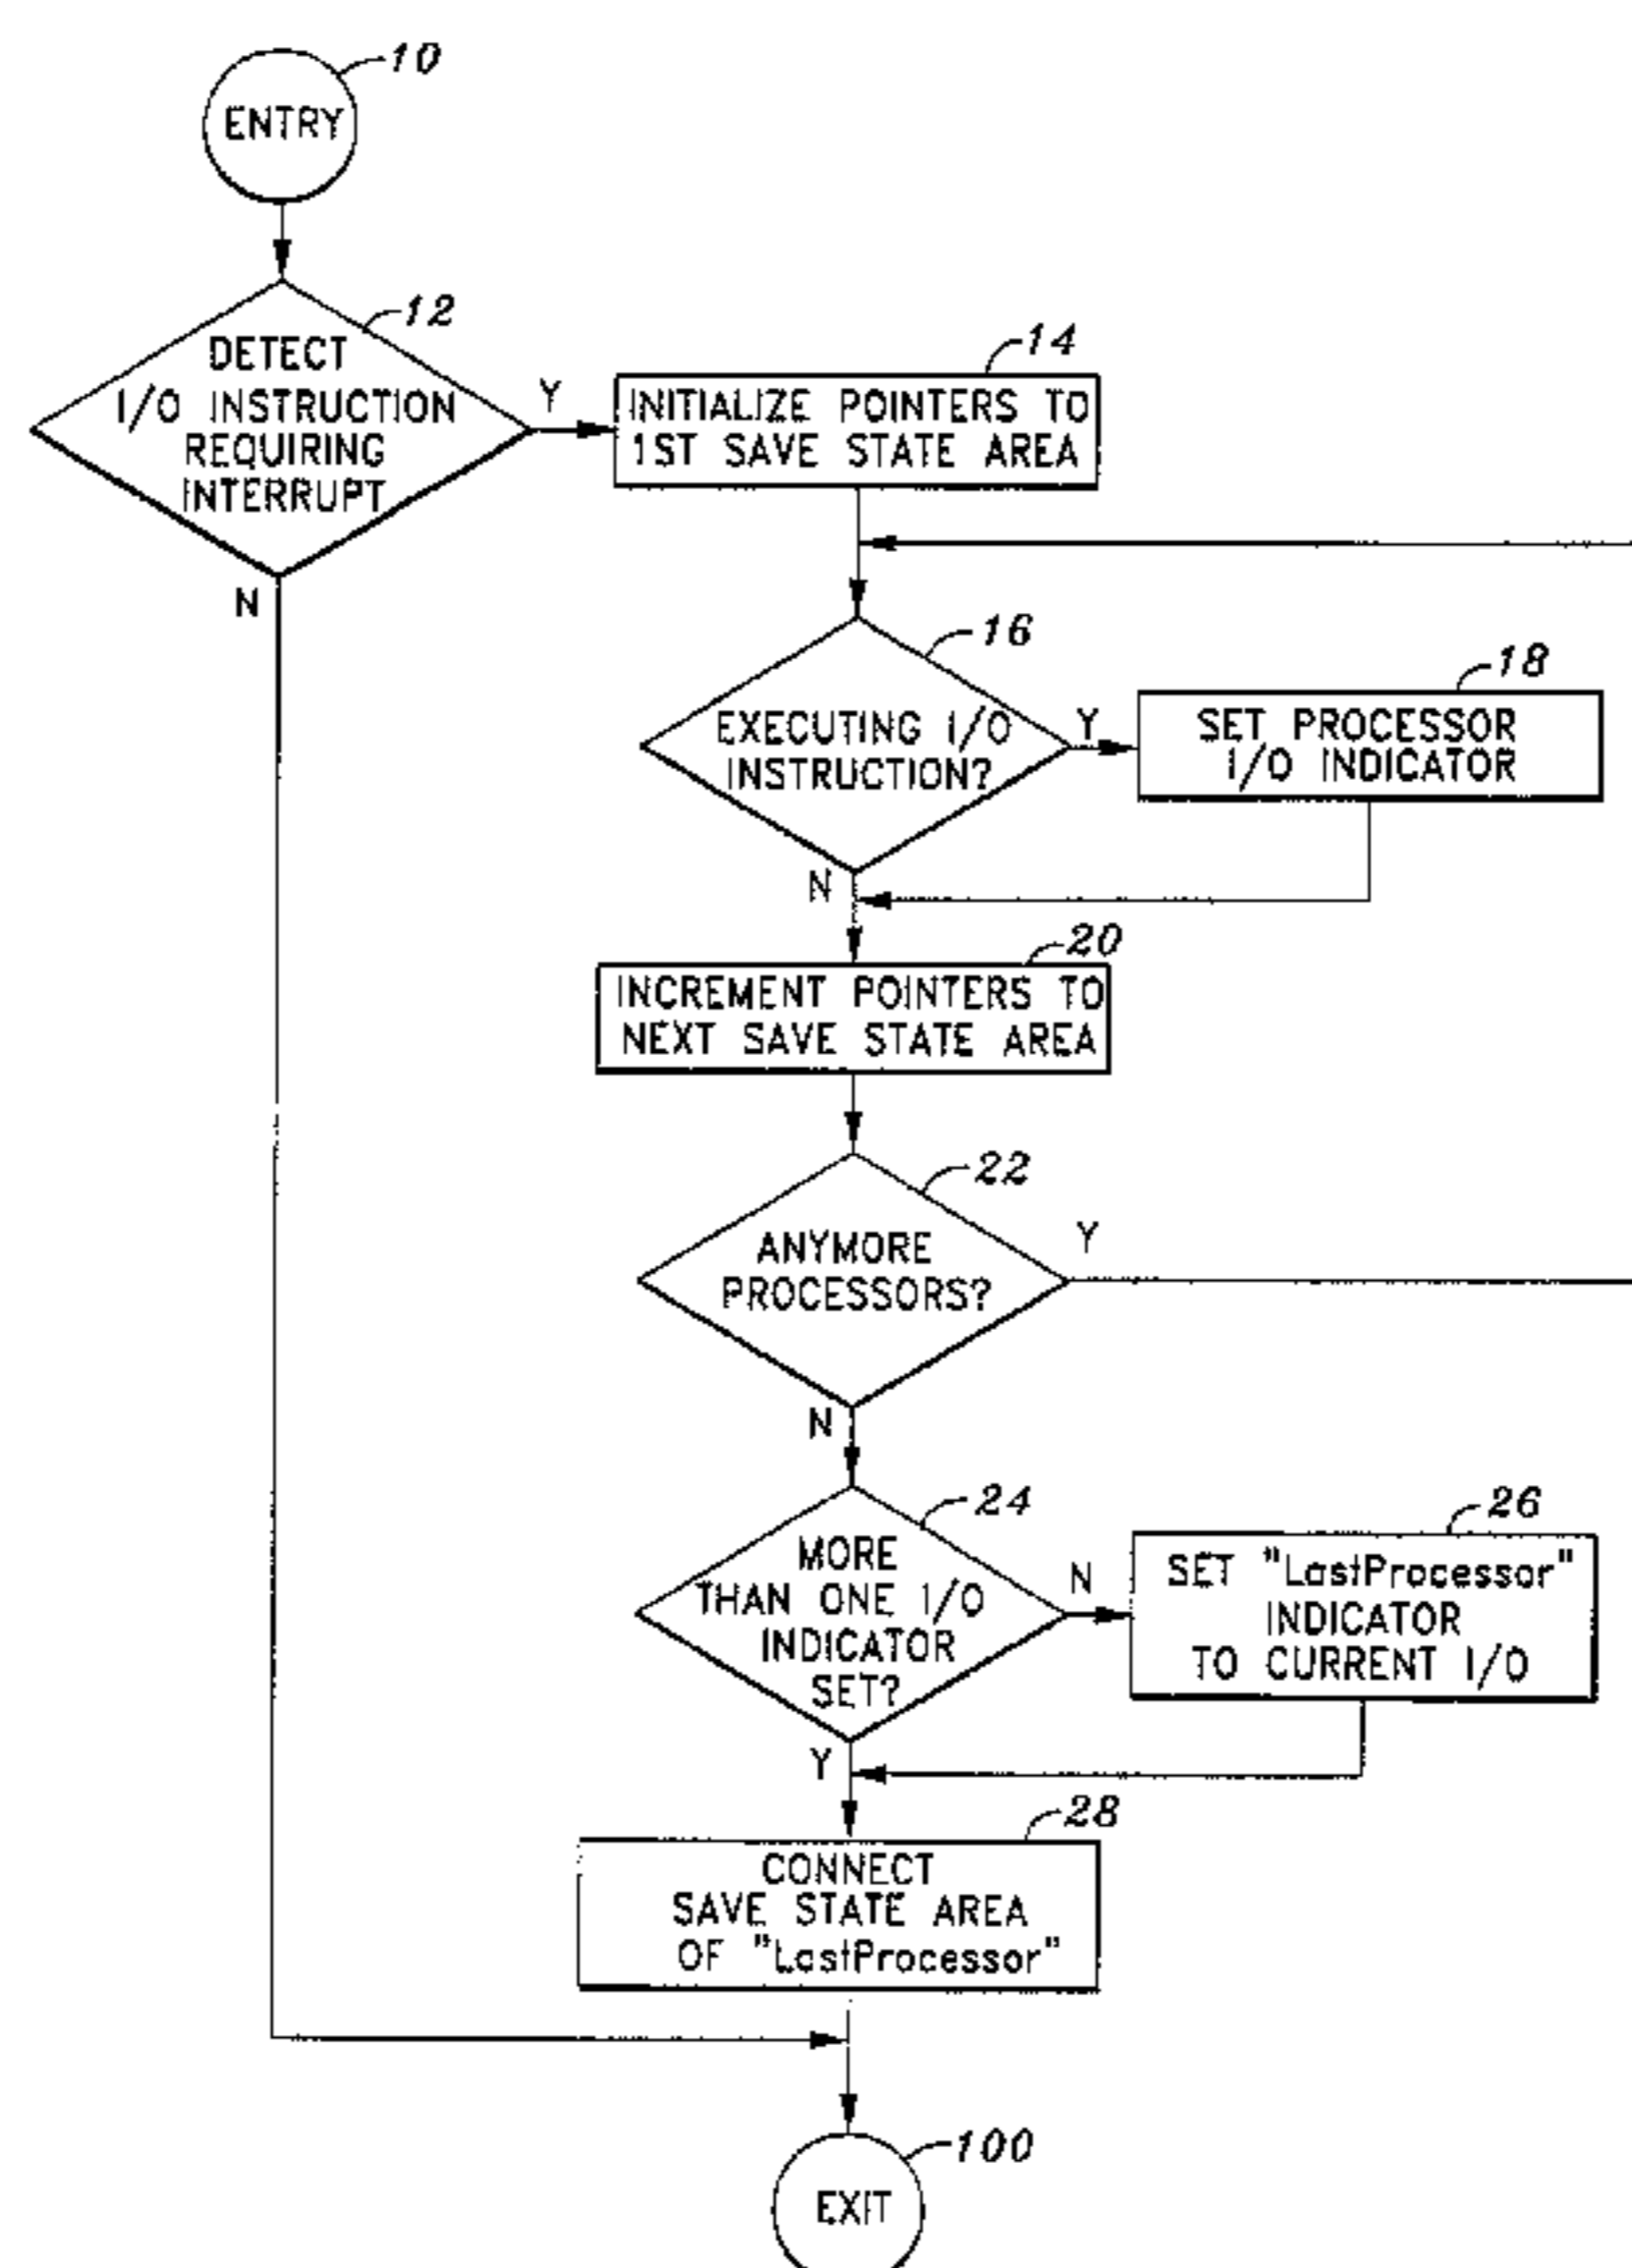 10
ENTRY
12
DETECT
I/O INSTRUCTION
REQUIRING
INTERRUPT
Y
N
14
INITIALIZE POINTERS TO
1ST SAVE STATE AREA
16
EXECUTING I/O
INSTRUCTION?
Y
N
18
SET PROCESSOR
I/O INDICATOR
20
INCREMENT POINTERS TO
NEXT SAVE STATE AREA
22
ANYMORE
PROCESSORS?
Y
N
24
MORE
THAN ONE I/O
INDICATOR
SET?
N
Y
26
SET "LastProcessor"
INDICATOR
TO CURRENT I/O
28
CONNECT
SAVE STATE AREA
OF "LastProcessor"
100
EXIT